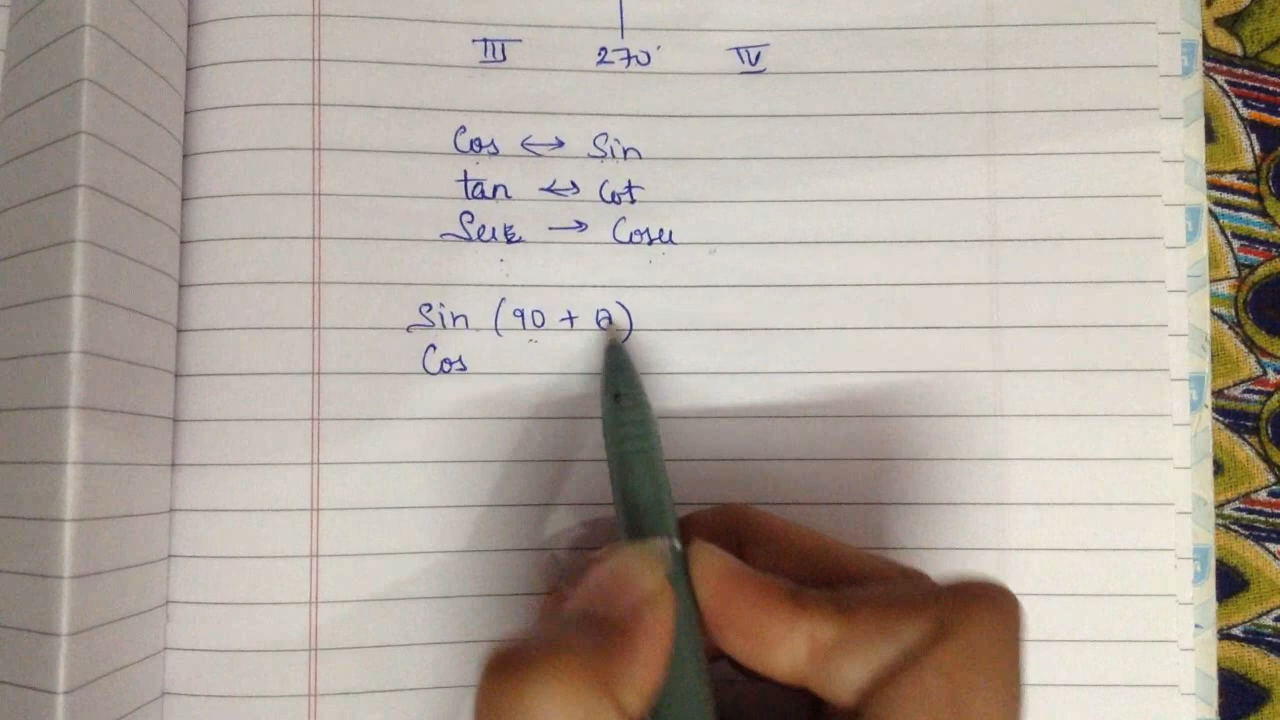 III 270° IV
Cos ↔ Sin
tan ↔ Cot
Sec → Cosec
Sin (90 + θ)
Cos